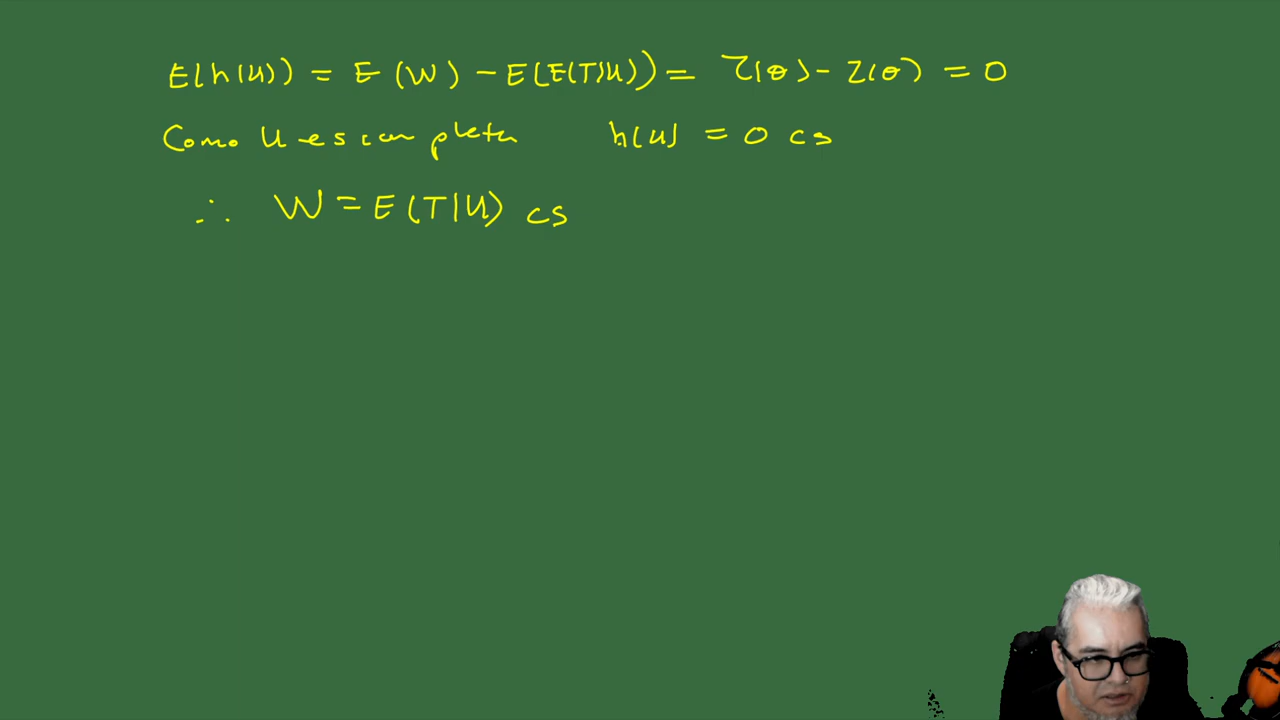 E(h(U)) = E(W) - E(E(T|U)) = τ(θ) - τ(θ) = 0
Como U es completa h(U) = 0 cs
∴ W = E(T|U) cs